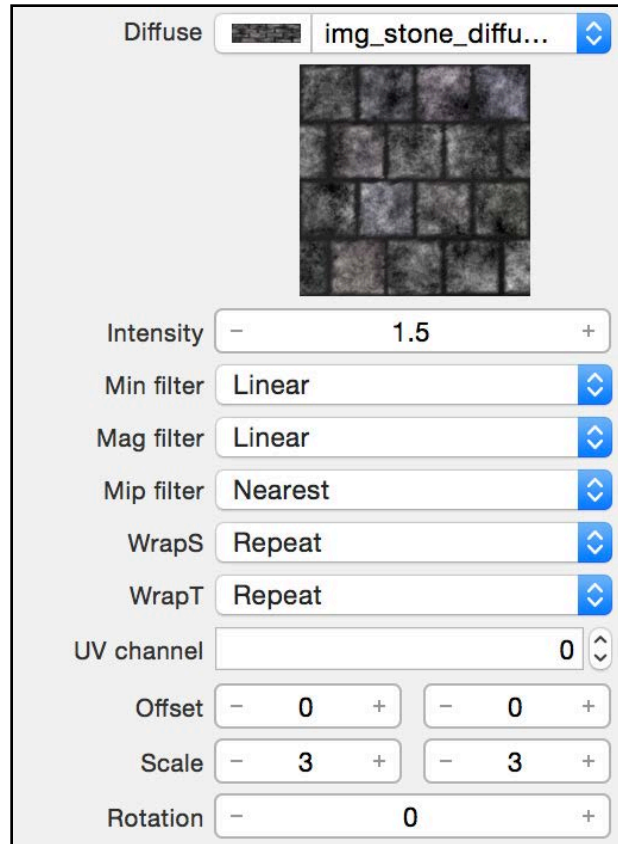 Diffuse img_stone_diffu...
Intensity − 1.5 +
Min filter Linear
Mag filter Linear
Mip filter Nearest
WrapS Repeat
WrapT Repeat
UV channel 0
Offset − 0 + − 0 +
Scale − 3 + − 3 +
Rotation − 0 +